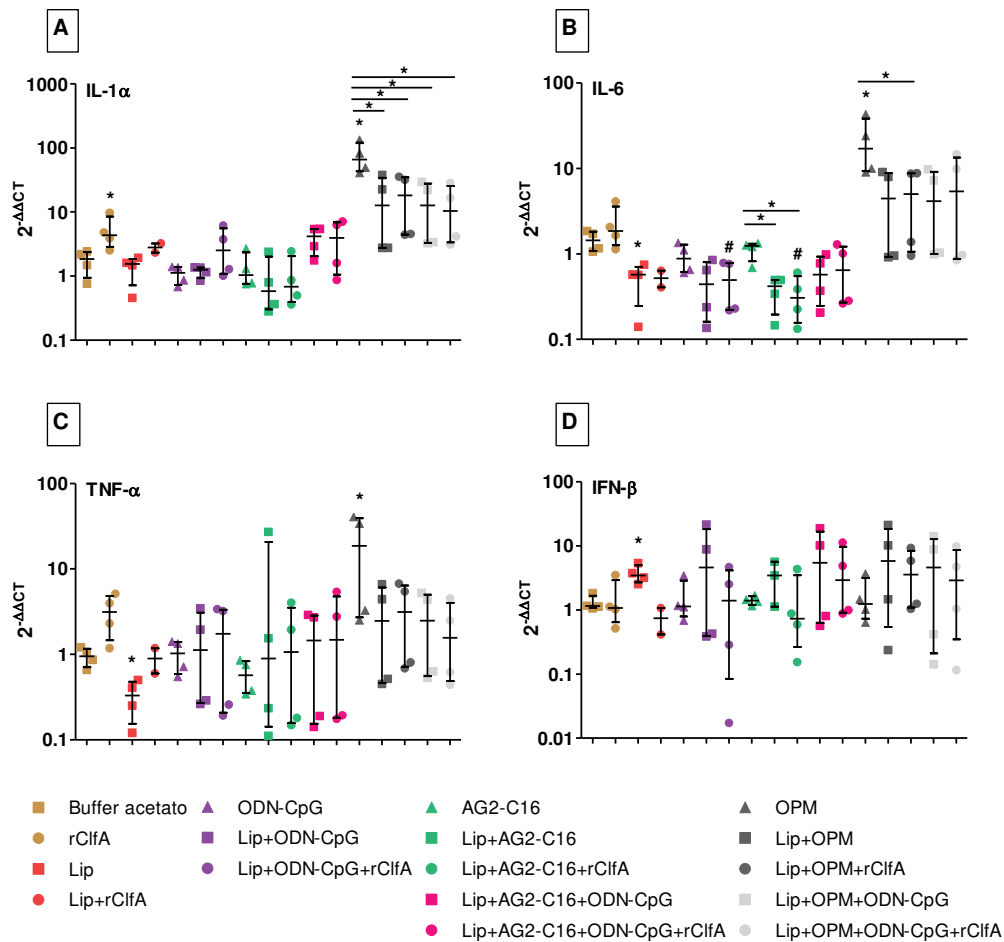 A
B
IL-1α
1000
100
10
1
0.1
2-ΔΔCT
*
*
*
*
*
*
IL-6
100
10
1
0.1
*
*
*
*
*
#
#
C
D
TNF-α
100
10
1
0.1
2-ΔΔCT
*
*
IFN-β
100
10
1
0.1
0.01
*
Buffer acetato
ODN-CpG
AG2-C16
OPM
rClfA
Lip+ODN-CpG
Lip+AG2-C16
Lip+OPM
Lip
Lip+ODN-CpG+rClfA
Lip+AG2-C16+rClfA
Lip+OPM+rClfA
Lip+rClfA
Lip+AG2-C16+ODN-CpG
Lip+OPM+ODN-CpG
Lip+AG2-C16+ODN-CpG+rClfA
Lip+OPM+ODN-CpG+rClfA